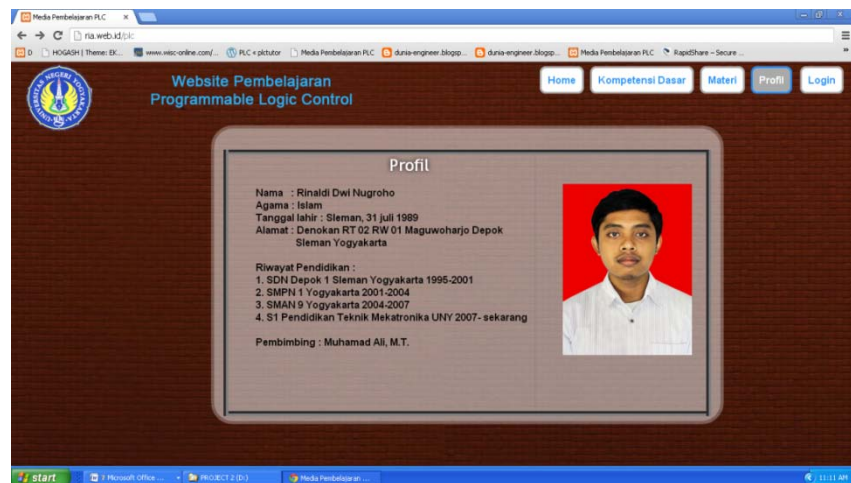 Media Pembelajaran PLC
ria.web.id/plc
D
HOGASH | Theme: EK...
www.wisc-online.com/...
PLC « plctutor
Media Pembelajaran PLC
dunia-engineer.blogsp...
dunia-engineer.blogsp...
Media Pembelajaran PLC
RapidShare – Secure ...
Website Pembelajaran
Programmable Logic Control
Home
Kompetensi Dasar
Materi
Profil
Login
UNIVERSITAS NEGERI YOGYAKARTA
Profil
Nama : Rinaldi Dwi Nugroho
Agama : Islam
Tanggal lahir : Sleman, 31 juli 1989
Alamat : Denokan RT 02 RW 01 Maguwoharjo Depok
Sleman Yogyakarta
Riwayat Pendidikan :
1. SDN Depok 1 Sleman Yogyakarta 1995-2001
2. SMPN 1 Yogyakarta 2001-2004
3. SMAN 9 Yogyakarta 2004-2007
4. S1 Pendidikan Teknik Mekatronika UNY 2007- sekarang
Pembimbing : Muhamad Ali, M.T.
start
Microsoft Office ...
PROJECT 2 (D:)
Media Pembelajaran ...
11:11 AM